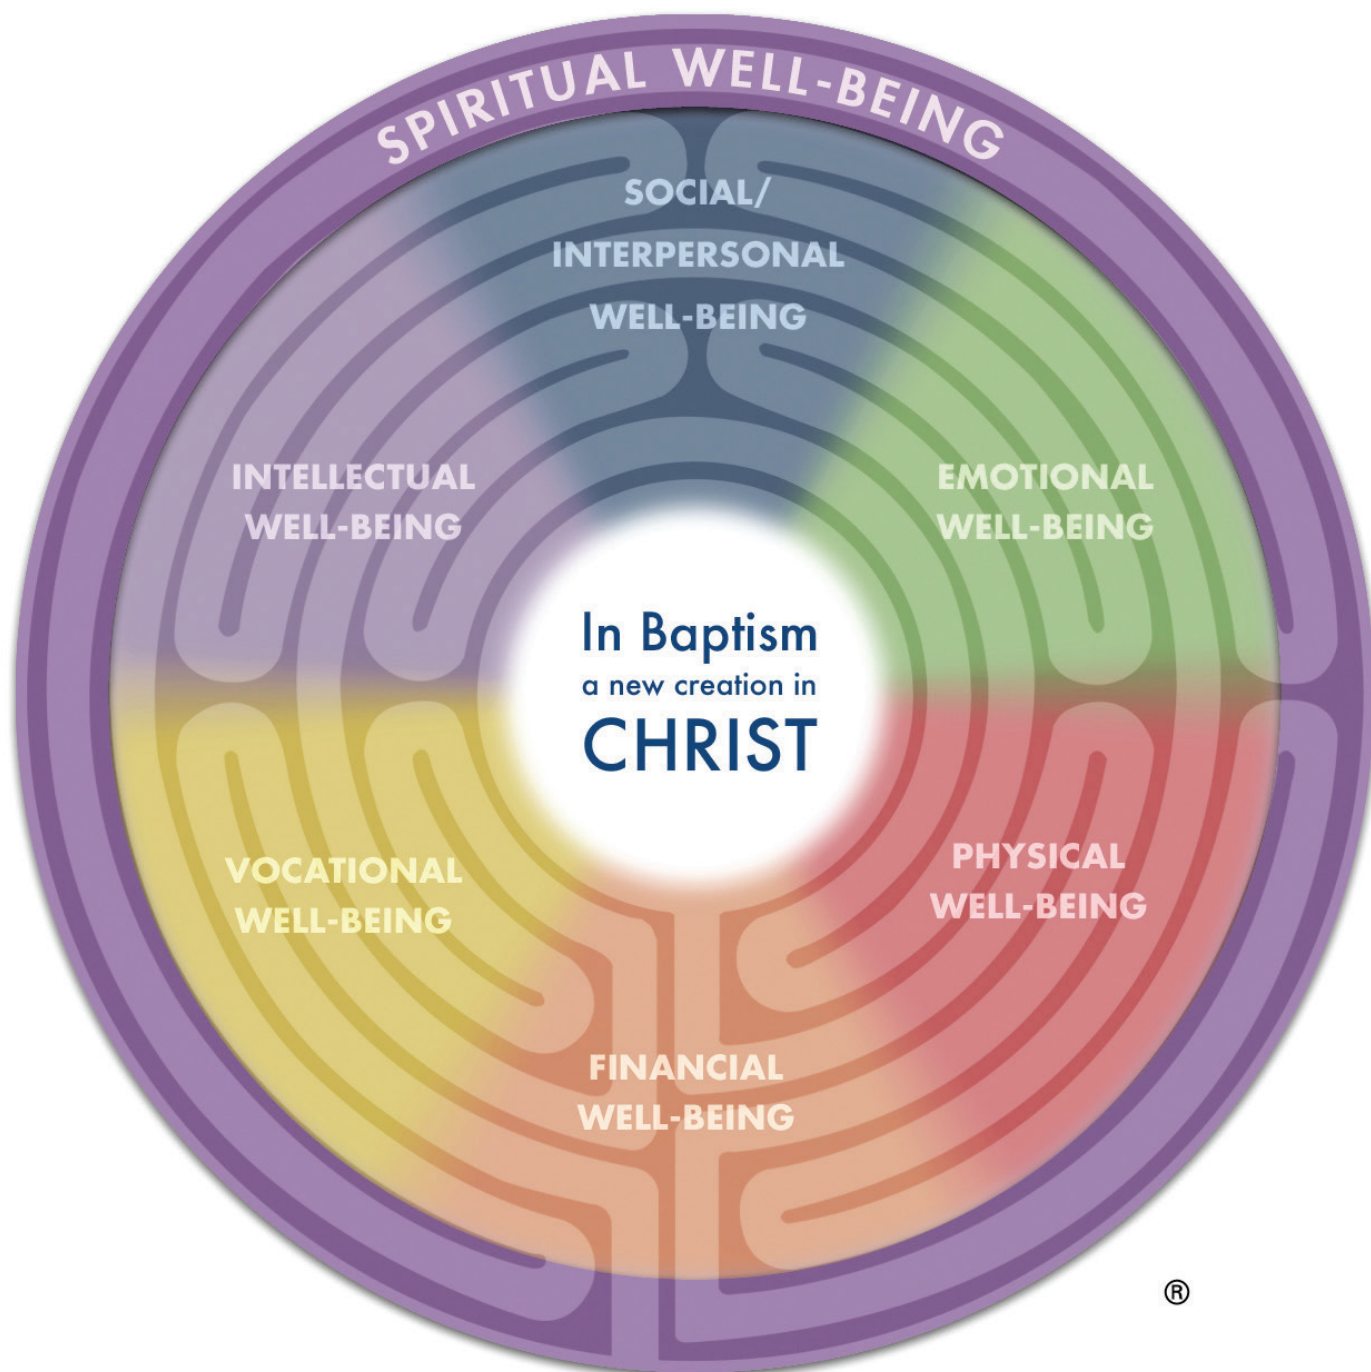 SPIRITUAL WELL-BEING
SOCIAL/
INTERPERSONAL
WELL-BEING
INTELLECTUAL
WELL-BEING
EMOTIONAL
WELL-BEING
In Baptism
a new creation in
CHRIST
VOCATIONAL
WELL-BEING
PHYSICAL
WELL-BEING
FINANCIAL
WELL-BEING
®